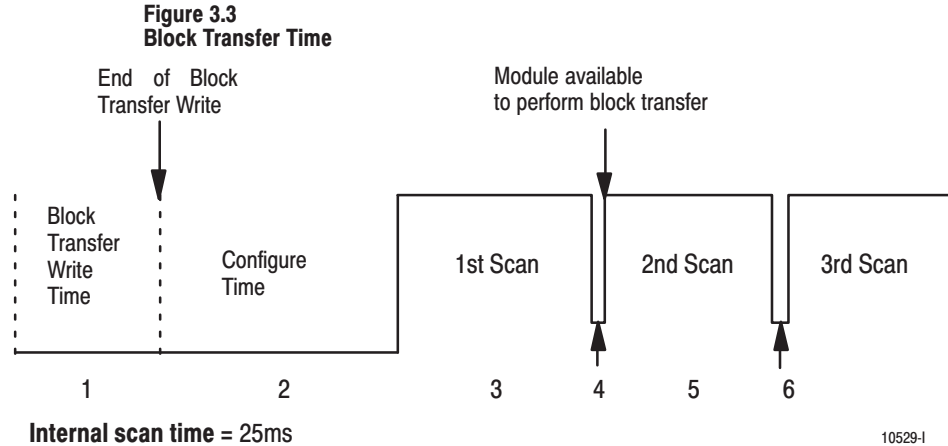 Figure 3.3
Block Transfer Time
End of Block
Transfer Write
Module available
to perform block transfer
Block
Transfer
Write
Time
Configure
Time
1st Scan
2nd Scan
3rd Scan
1
2
3
4
5
6
Internal scan time = 25ms
10529-I